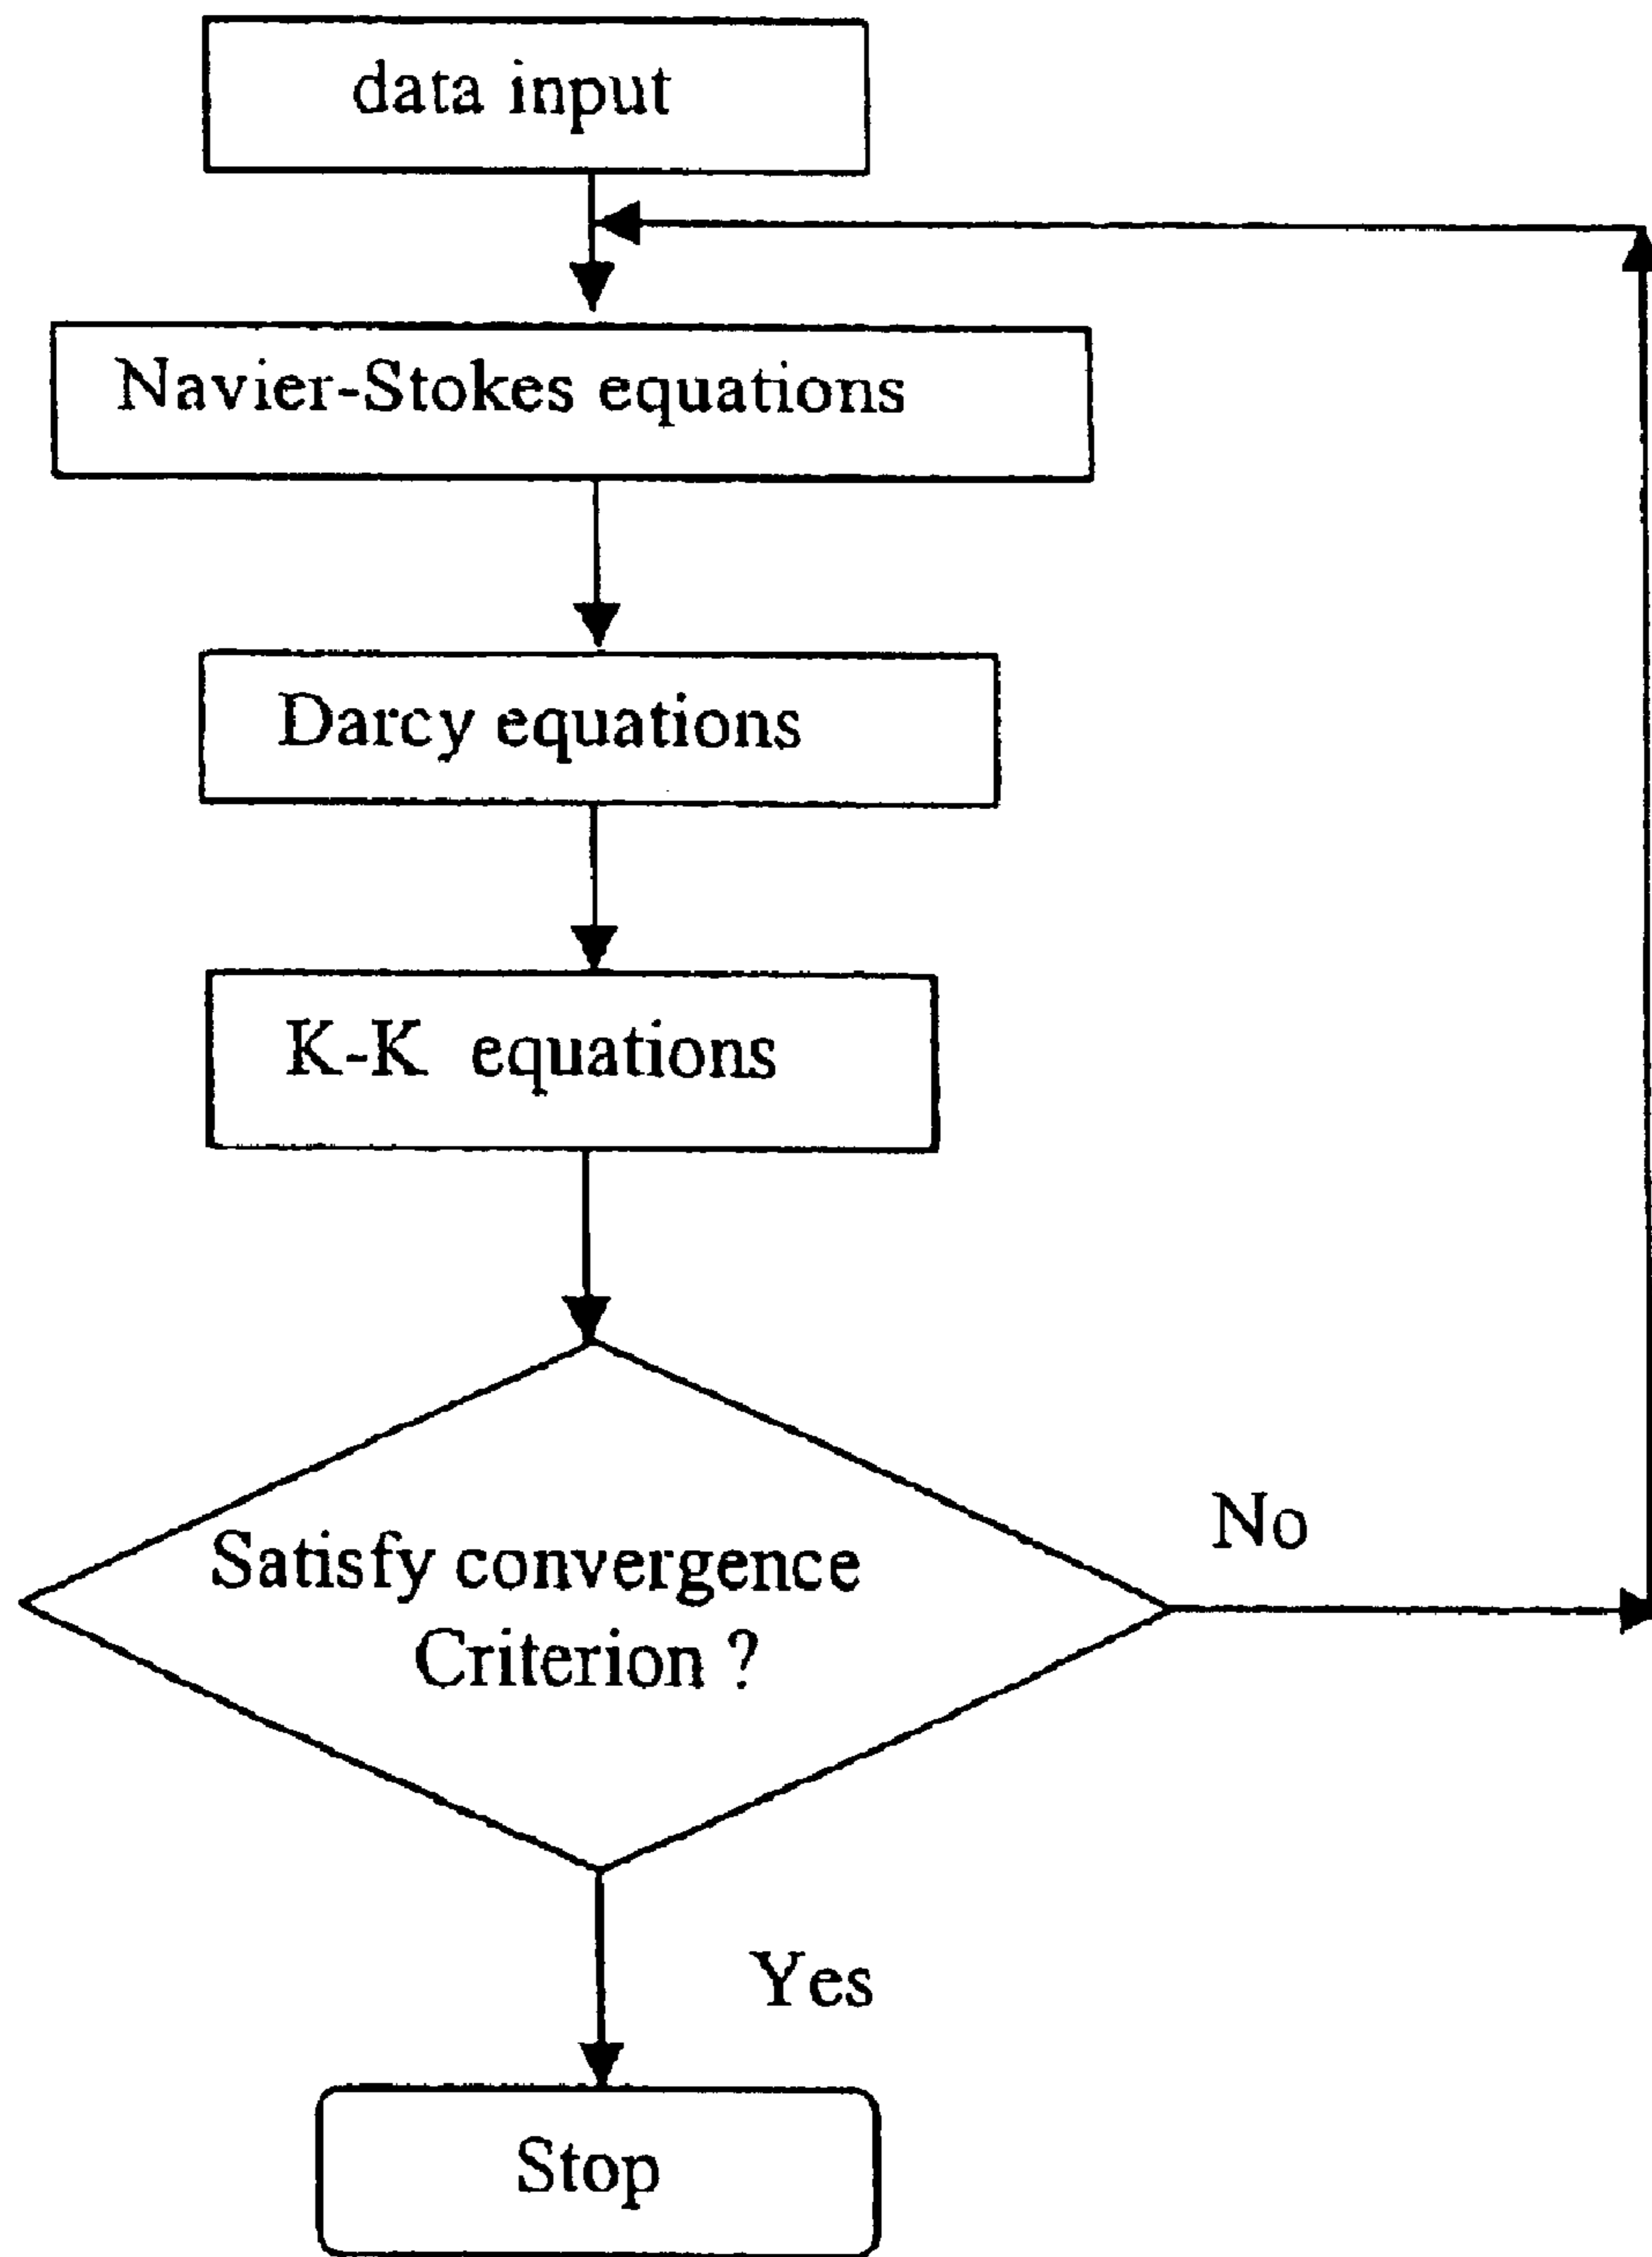 data input
Navier-Stokes equations
Darcy equations
K-K equations
Satisfy convergence
Criterion ?
No
Yes
Stop